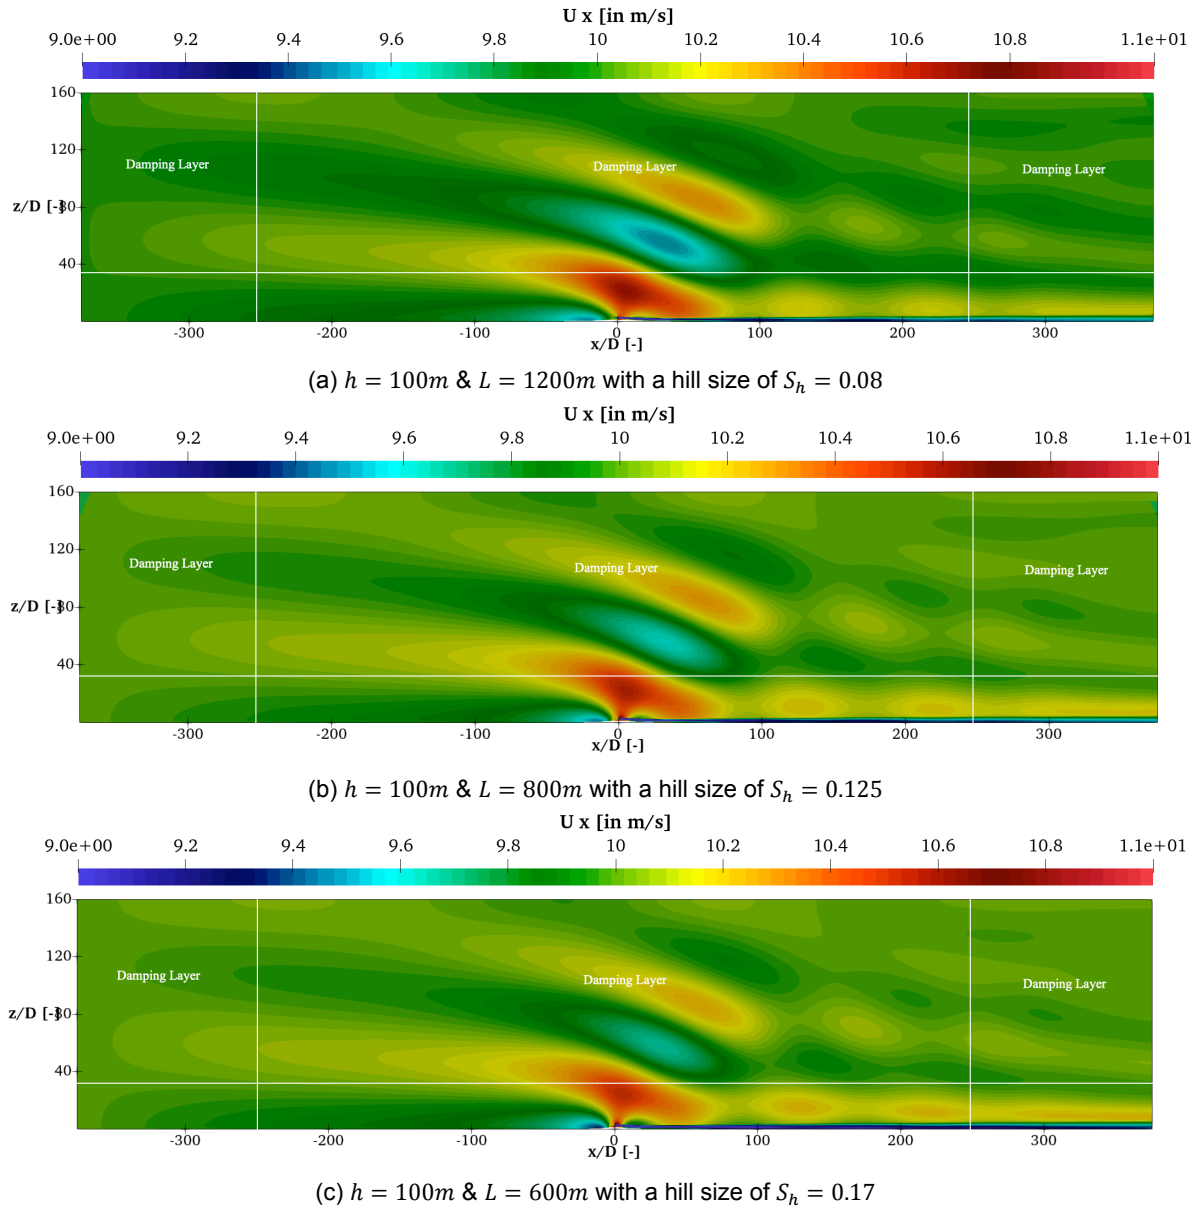 U x [in m/s]
9.0e+00 9.2 9.4 9.6 9.8 10 10.2 10.4 10.6 10.8 1.1e+01
160
120
Damping Layer Damping Layer Damping Layer
z/D [-] 80
40
-300 -200 -100 0 100 200 300
x/D [-]
(a) h = 100m & L = 1200m with a hill size of S_h = 0.08
U x [in m/s]
9.0e+00 9.2 9.4 9.6 9.8 10 10.2 10.4 10.6 10.8 1.1e+01
160
120
Damping Layer Damping Layer Damping Layer
z/D [-] 80
40
-300 -200 -100 0 100 200 300
x/D [-]
(b) h = 100m & L = 800m with a hill size of S_h = 0.125
U x [in m/s]
9.0e+00 9.2 9.4 9.6 9.8 10 10.2 10.4 10.6 10.8 1.1e+01
160
120
Damping Layer Damping Layer Damping Layer
z/D [-] 80
40
-300 -200 -100 0 100 200 300
x/D [-]
(c) h = 100m & L = 600m with a hill size of S_h = 0.17